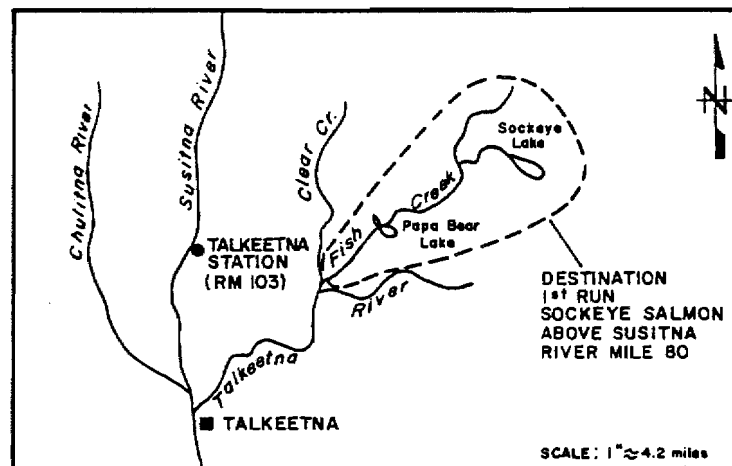 Chulitna River
Susitna River
Clear Cr.
N
Sockeye
Lake
Fish Creek
Papa Bear
Lake
TALKEETNA
STATION
(RM 103)
Talkeetna River
DESTINATION
1st RUN
SOCKEYE SALMON
ABOVE SUSITNA
RIVER MILE 80
TALKEETNA
SCALE: 1" ≈ 4.2 miles